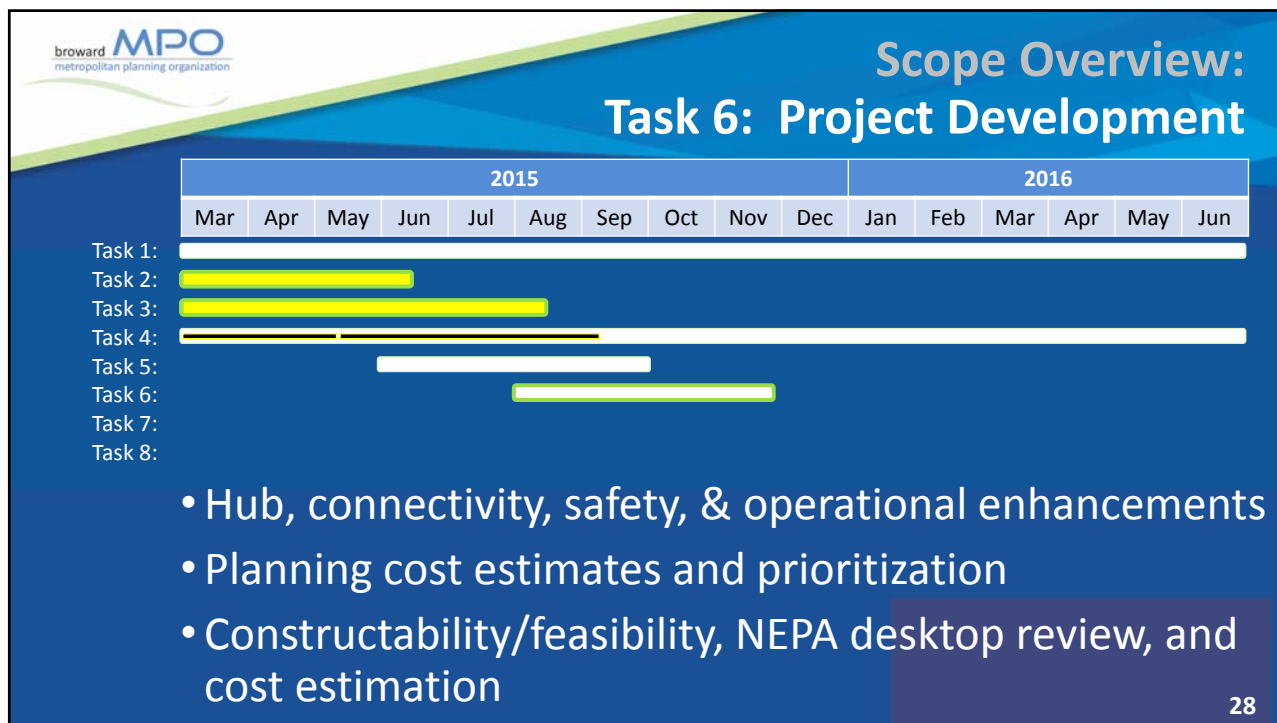 broward MPO
metropolitan planning organization
Scope Overview:
Task 6: Project Development
2015 2016
Mar Apr May Jun Jul Aug Sep Oct Nov Dec Jan Feb Mar Apr May Jun
Task 1:
Task 2:
Task 3:
Task 4:
Task 5:
Task 6:
Task 7:
Task 8:
• Hub, connectivity, safety, & operational enhancements
• Planning cost estimates and prioritization
• Constructability/feasibility, NEPA desktop review, and
cost estimation
28